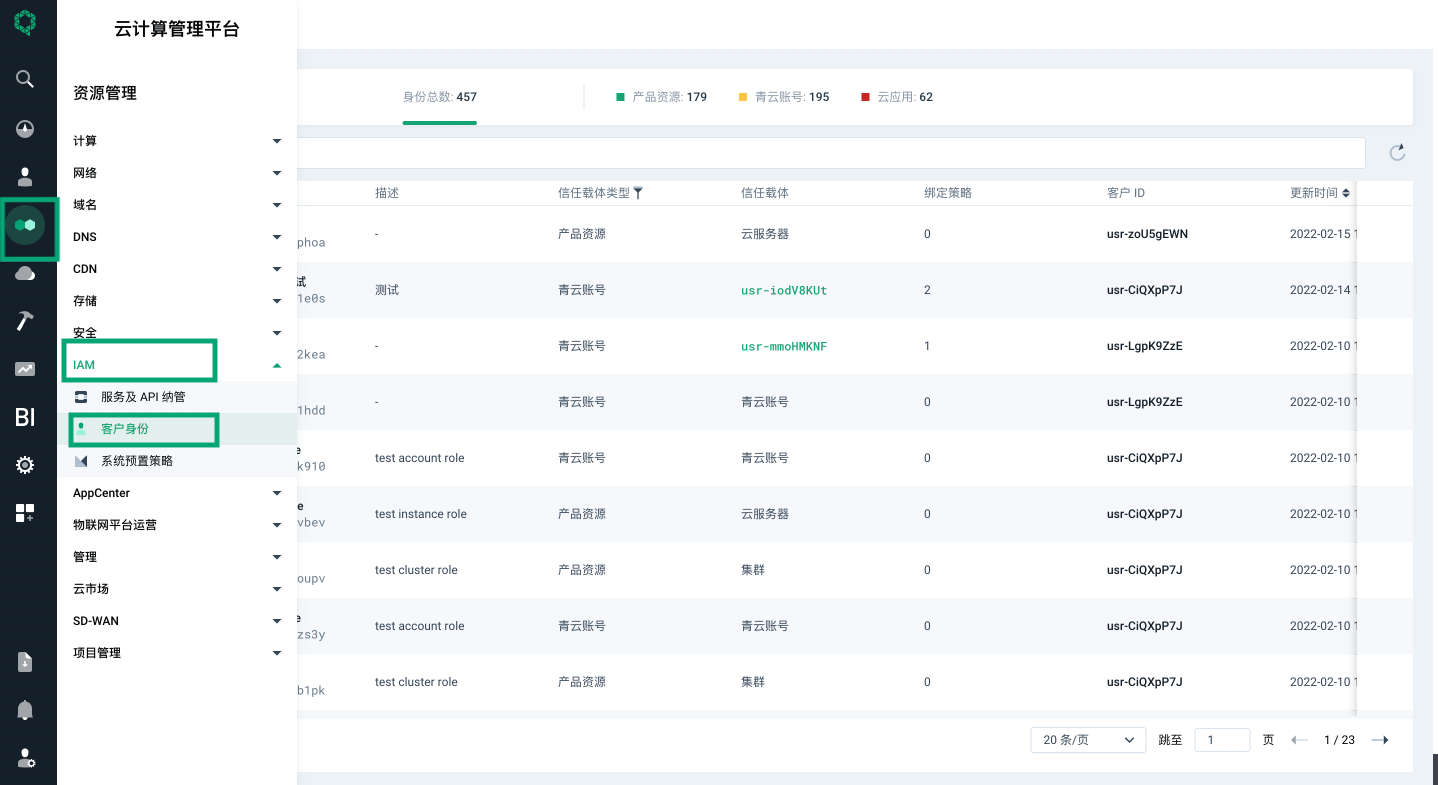 云计算管理平台
资源管理
计算
网络
域名
DNS
CDN
存储
安全
IAM
服务及 API 纳管
客户身份
系统预置策略
AppCenter
物联网平台运营
管理
云市场
SD-WAN
项目管理
BI
身份总数: 457 产品资源: 179 青云账号: 195 云应用: 62
描述 信任载体类型 信任载体 绑定策略 客户 ID 更新时间
phoa - 产品资源 云服务器 0 usr-zoU5gEWN 2022-02-15 1
试
1e0s 测试 青云账号 usr-iodV8KUt 2 usr-CiQXpP7J 2022-02-14 1
2kea - 青云账号 usr-mmoHMKNF 1 usr-LgpK9ZzE 2022-02-10 1
1hdd - 青云账号 青云账号 0 usr-LgpK9ZzE 2022-02-10 1
e
k910 test account role 青云账号 青云账号 0 usr-CiQXpP7J 2022-02-10 1
e
vbev test instance role 产品资源 云服务器 0 usr-CiQXpP7J 2022-02-10 1
oupv test cluster role 产品资源 集群 0 usr-CiQXpP7J 2022-02-10 1
e
zs3y test account role 青云账号 青云账号 0 usr-CiQXpP7J 2022-02-10 1
b1pk test cluster role 产品资源 集群 0 usr-CiQXpP7J 2022-02-10 1
20 条/页 跳至 1 页 1 / 23